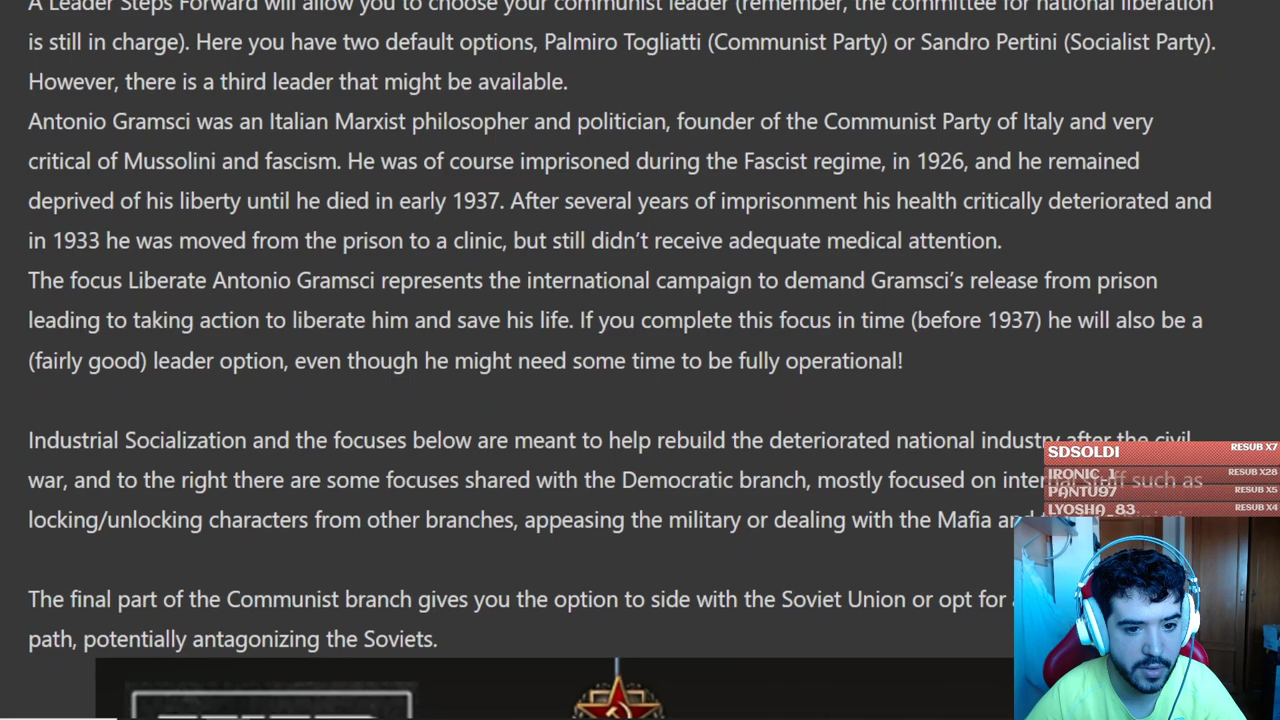 A Leader Steps Forward will allow you to choose your communist leader (remember, the committee for national liberation
is still in charge). Here you have two default options, Palmiro Togliatti (Communist Party) or Sandro Pertini (Socialist Party).
However, there is a third leader that might be available.
Antonio Gramsci was an Italian Marxist philosopher and politician, founder of the Communist Party of Italy and very
critical of Mussolini and fascism. He was of course imprisoned during the Fascist regime, in 1926, and he remained
deprived of his liberty until he died in early 1937. After several years of imprisonment his health critically deteriorated and
in 1933 he was moved from the prison to a clinic, but still didn’t receive adequate medical attention.
The focus Liberate Antonio Gramsci represents the international campaign to demand Gramsci’s release from prison
leading to taking action to liberate him and save his life. If you complete this focus in time (before 1937) he will also be a
(fairly good) leader option, even though he might need some time to be fully operational!
Industrial Socialization and the focuses below are meant to help rebuild the deteriorated national industry after the civil
war, and to the right there are some focuses shared with the Democratic branch, mostly focused on internal stuff such as
locking/unlocking characters from other branches, appeasing the military or dealing with the Mafia and
The final part of the Communist branch gives you the option to side with the Soviet Union or opt for
path, potentially antagonizing the Soviets.
SDSOLDI RESUB X7
IRONIC_1 RESUB X28
PANTU97 RESUB X5
LYOSHA_83 RESUB X4